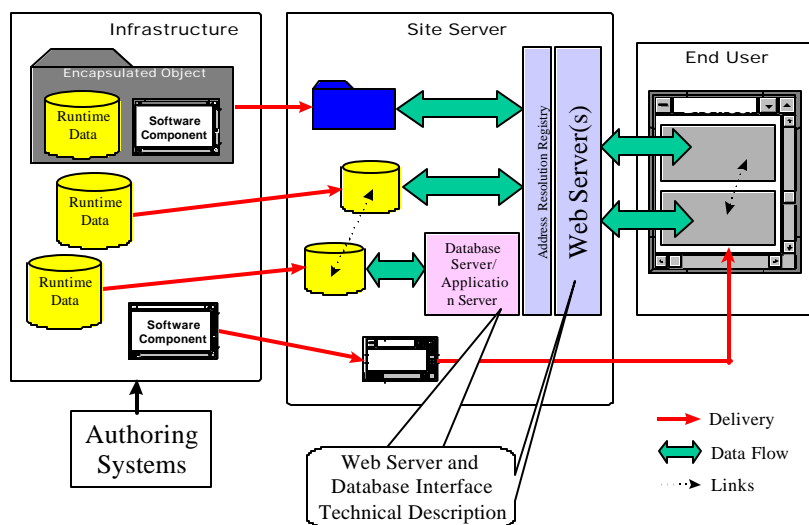 Infrastructure
Encapsulated Object
Runtime
Data
Software
Component
Runtime
Data
Runtime
Data
Software
Component
Authoring
Systems
Site Server
Address Resolution Registry
Web Server(s)
Database
Server/
Applicatio
n Server
Web Server and
Database Interface
Technical Description
End User
Delivery
Data Flow
Links